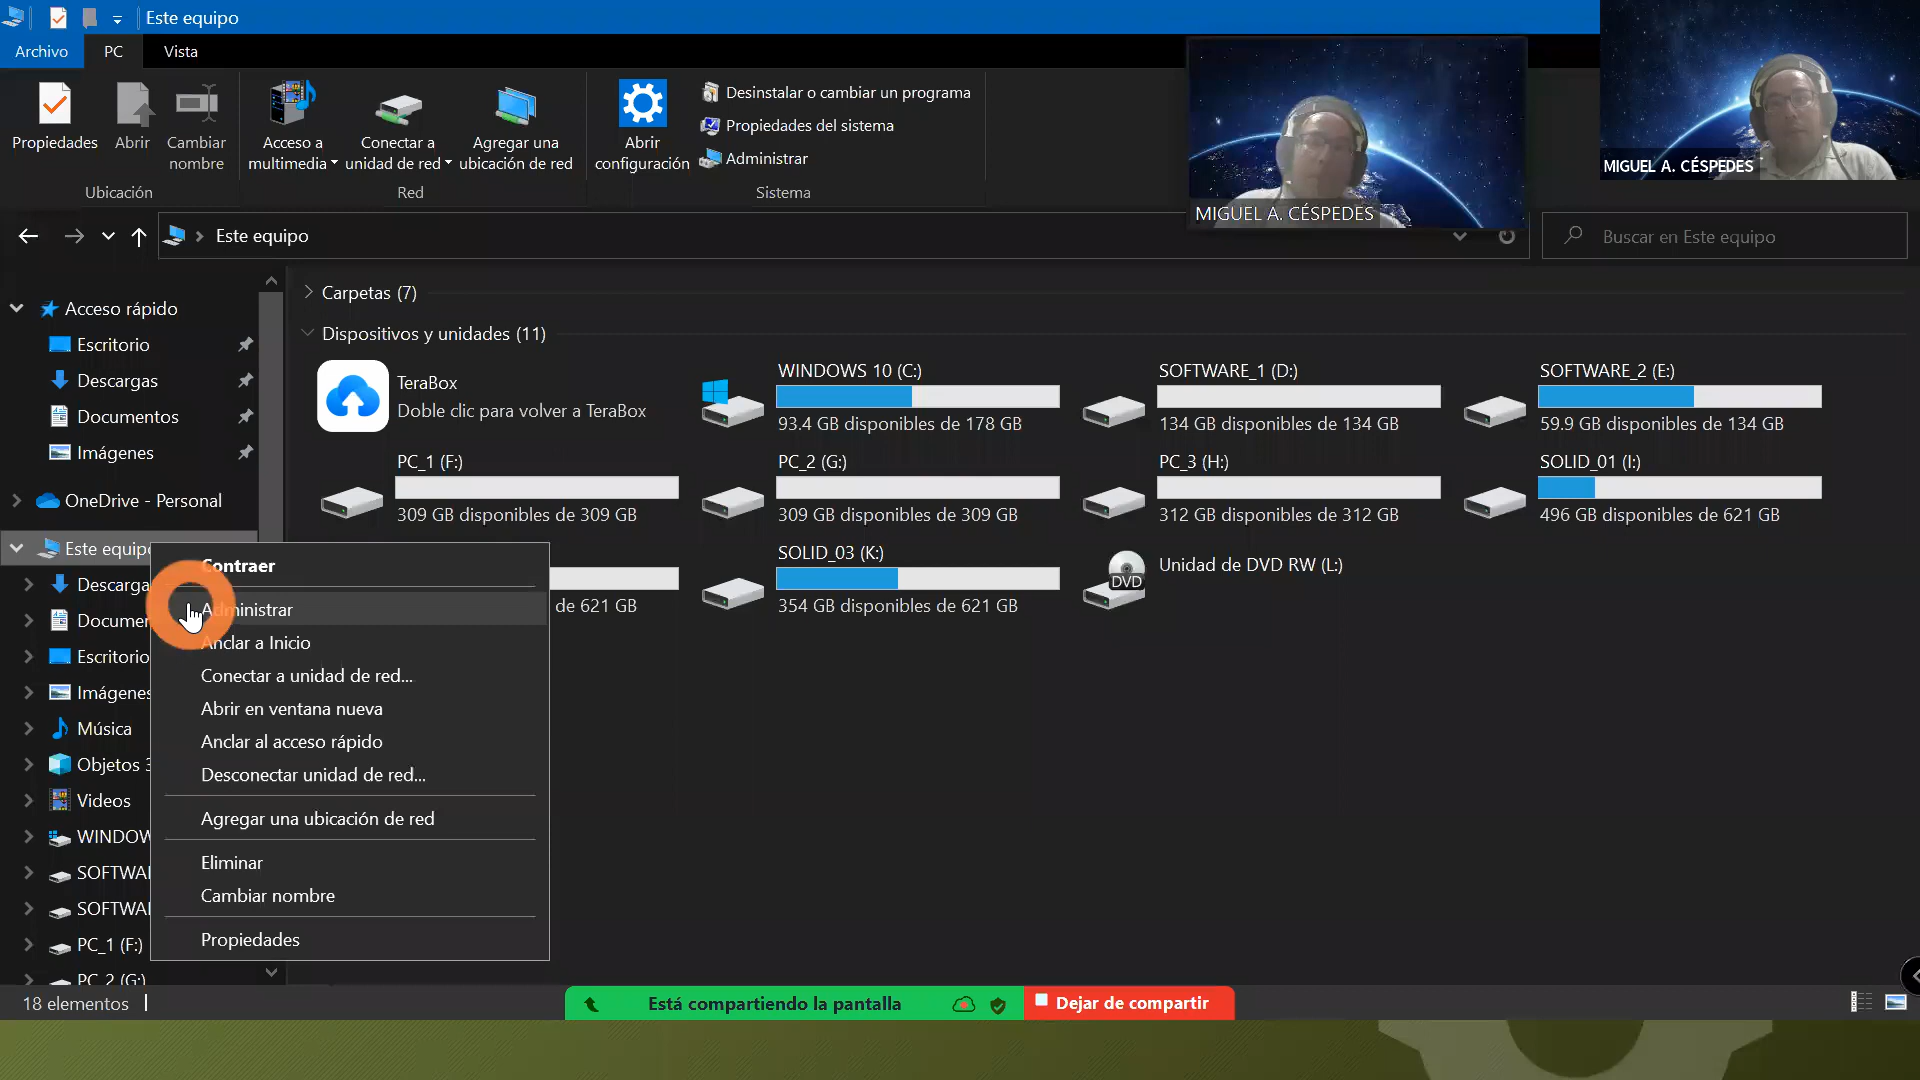 Este equipo
Archivo
PC
Vista
Propiedades
Abrir
Cambiar
nombre
Ubicación
Acceso a
multimedia
Conectar a
unidad de red
Agregar una
ubicación de red
Red
Abrir
configuración
Desinstalar o cambiar un programa
Propiedades del sistema
Administrar
Sistema
MIGUEL A. CÉSPEDES
MIGUEL A. CÉSPEDES
Este equipo
Buscar en Este equipo
Acceso rápido
Escritorio
Descargas
Documentos
Imágenes
OneDrive - Personal
Este equipo
Descarga
Documen
Escritorio
Imágenes
Música
Objetos 3
Videos
WINDOW
SOFTWAR
SOFTWAR
PC_1 (F:)
PC_2 (G:)
Contraer
Administrar
Anclar a Inicio
Conectar a unidad de red...
Abrir en ventana nueva
Anclar al acceso rápido
Desconectar unidad de red...
Agregar una ubicación de red
Eliminar
Cambiar nombre
Propiedades
Carpetas (7)
Dispositivos y unidades (11)
TeraBox
Doble clic para volver a TeraBox
WINDOWS 10 (C:)
93.4 GB disponibles de 178 GB
SOFTWARE_1 (D:)
134 GB disponibles de 134 GB
SOFTWARE_2 (E:)
59.9 GB disponibles de 134 GB
PC_1 (F:)
309 GB disponibles de 309 GB
PC_2 (G:)
309 GB disponibles de 309 GB
PC_3 (H:)
312 GB disponibles de 312 GB
SOLID_01 (I:)
496 GB disponibles de 621 GB
de 621 GB
SOLID_03 (K:)
354 GB disponibles de 621 GB
DVD
Unidad de DVD RW (L:)
18 elementos
Está compartiendo la pantalla
Dejar de compartir